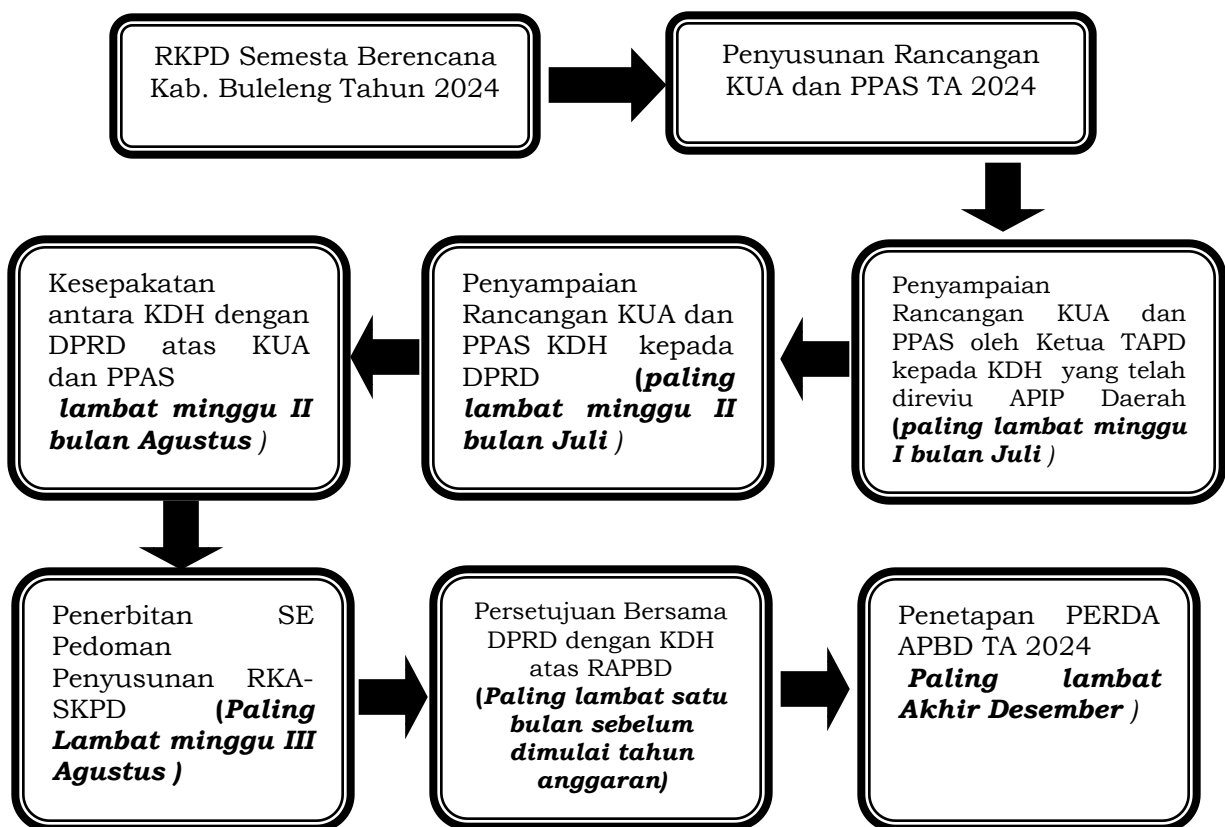 RKPD Semesta Berencana
Kab. Buleleng Tahun 2024
Penyusunan Rancangan
KUA dan PPAS TA 2024
Penyampaian
Rancangan KUA dan
PPAS oleh Ketua TAPD
kepada KDH yang telah
direviu APIP Daerah
(paling lambat minggu
I bulan Juli )
Penyampaian
Rancangan KUA dan
PPAS KDH kepada
DPRD (paling
lambat minggu II
bulan Juli )
Kesepakatan
antara KDH dengan
DPRD atas KUA
dan PPAS
lambat minggu II
bulan Agustus )
Penerbitan SE
Pedoman
Penyusunan RKA-
SKPD (Paling
Lambat minggu III
Agustus )
Persetujuan Bersama
DPRD dengan KDH
atas RAPBD
(Paling lambat satu
bulan sebelum
dimulai tahun
anggaran)
Penetapan PERDA
APBD TA 2024
Paling lambat
Akhir Desember )